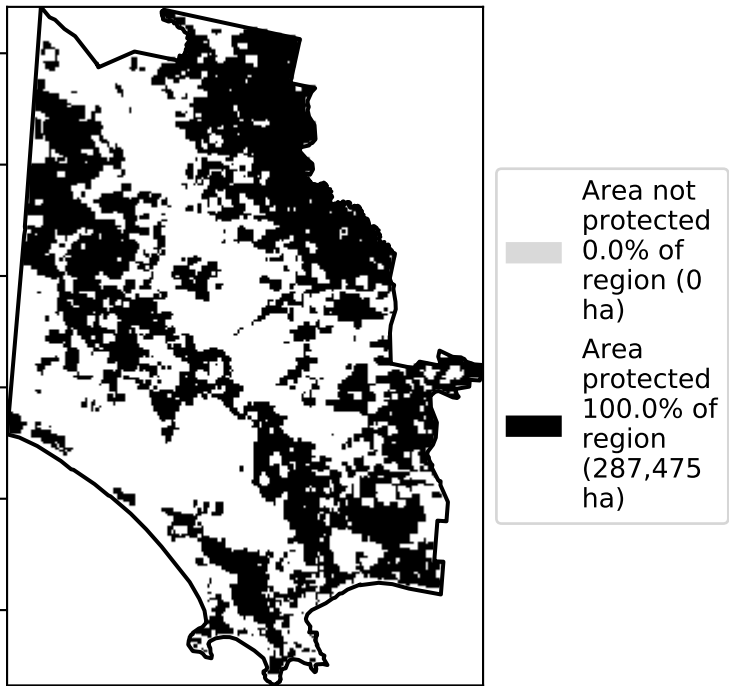 Area not
protected
0.0% of
region (0
ha)
Area
protected
100.0% of
region
(287,475
ha)